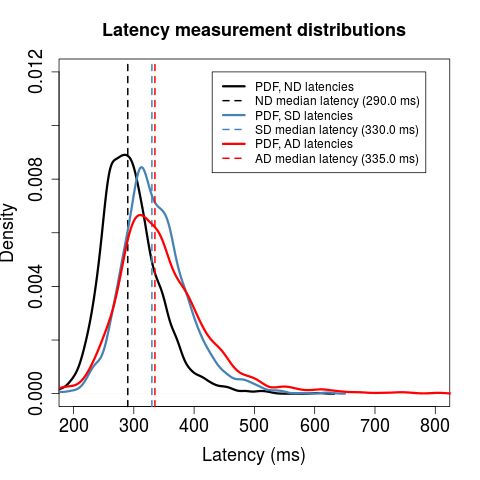 Latency measurement distributions
PDF, ND latencies
ND median latency (290.0 ms)
PDF, SD latencies
SD median latency (330.0 ms)
PDF, AD latencies
AD median latency (335.0 ms)
Density
0.012
0.008
0.004
0.000
200 300 400 500 600 700 800
Latency (ms)